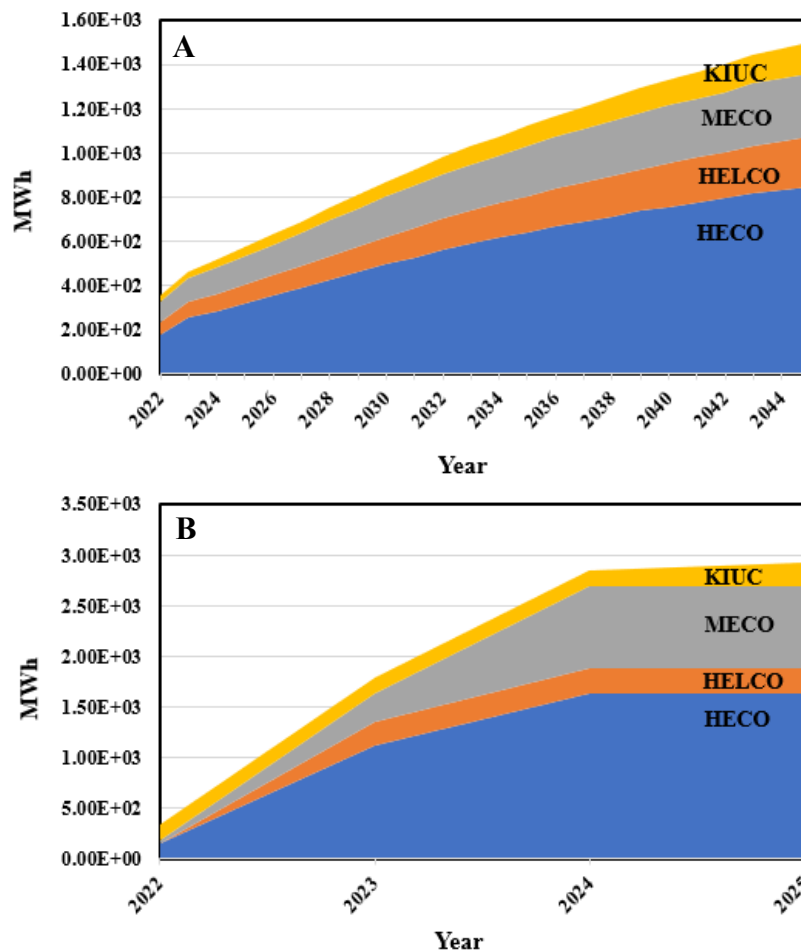 A
1.60E+03
1.40E+03
1.20E+03
1.00E+03
8.00E+02
6.00E+02
4.00E+02
2.00E+02
0.00E+00
MWh
KIUC
MECO
HELCO
HECO
2022
2024
2026
2028
2030
2032
2034
2036
2038
2040
2042
2044
Year
B
3.50E+03
3.00E+03
2.50E+03
2.00E+03
1.50E+03
1.00E+03
5.00E+02
0.00E+00
MWh
KIUC
MECO
HELCO
HECO
2022
2023
2024
2025
Year